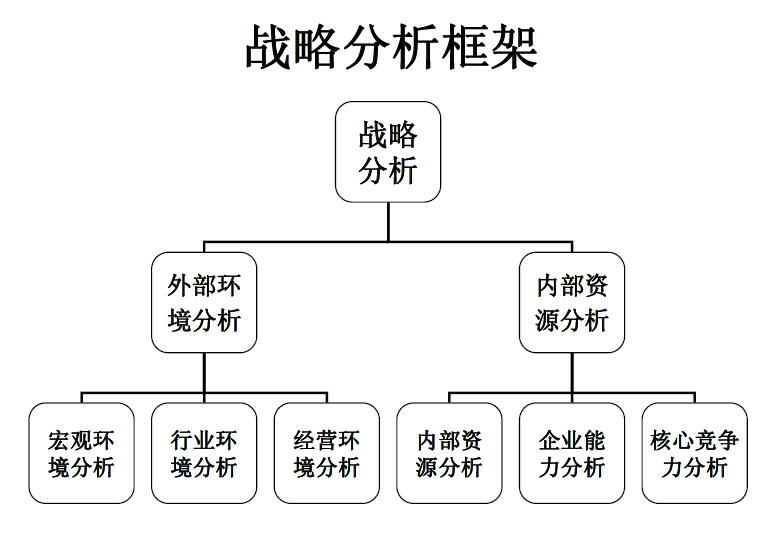 战略分析框架
战略
分析
外部环
境分析
内部资
源分析
宏观环
境分析
行业环
境分析
经营环
境分析
内部资
源分析
企业能
力分析
核心竞争
力分析